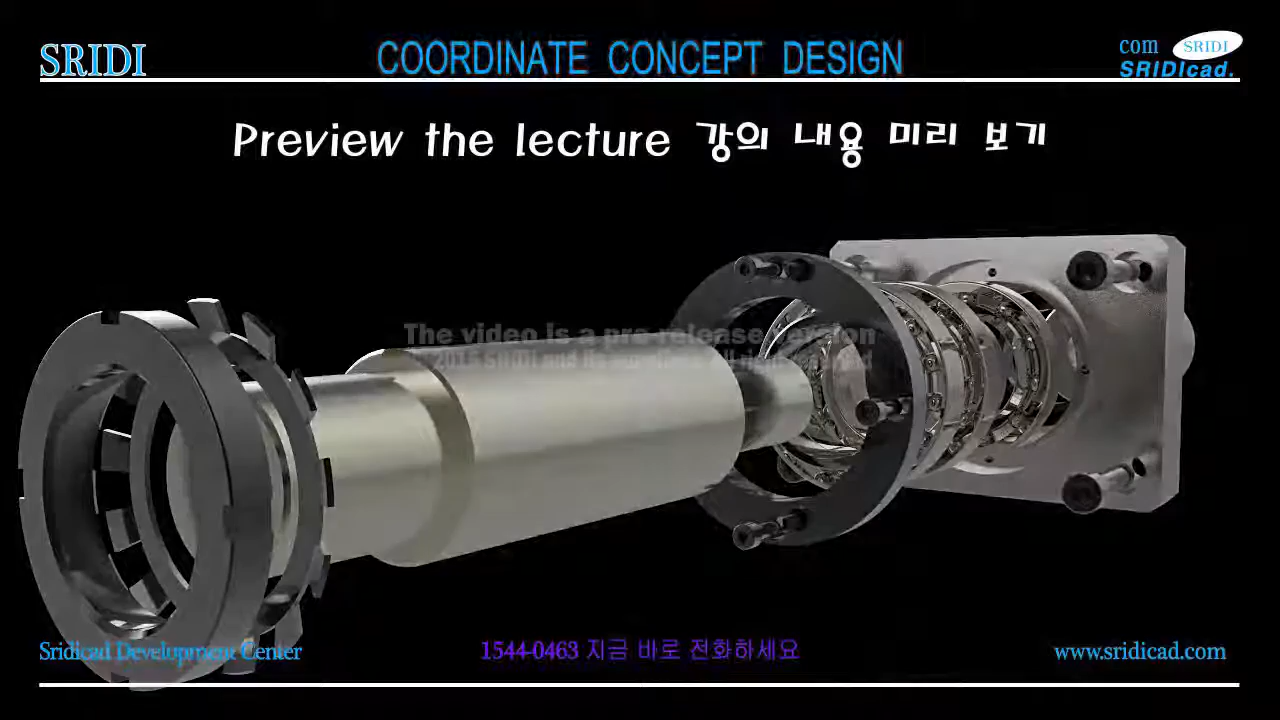 SRIDI
COORDINATE CONCEPT DESIGN
com SRIDI
SRIDIcad.
Preview the lecture 강의 내용 미리 보기
The video is a pre-release version
Sridicad Development Center
1544-0463 지금 바로 전화하세요
www.sridicad.com